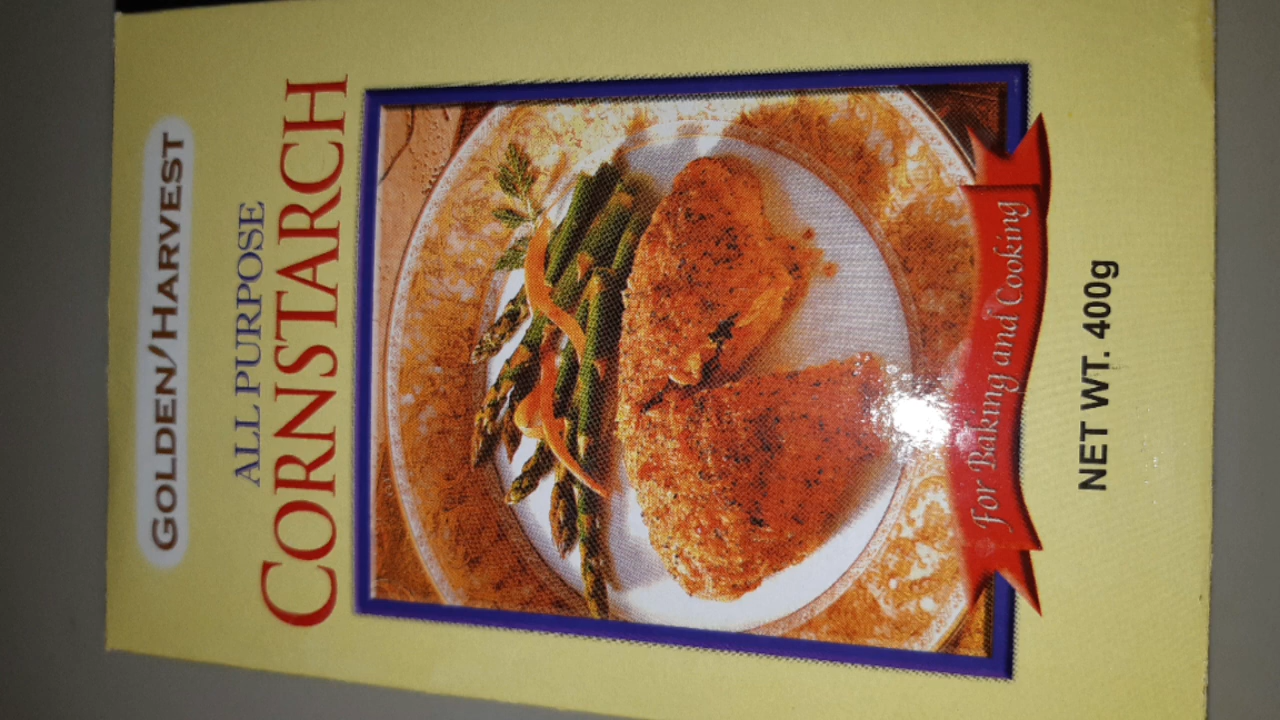 GOLDEN HARVEST
ALL PURPOSE
CORNSTARCH
For Baking and Cooking
NET WT. 400g